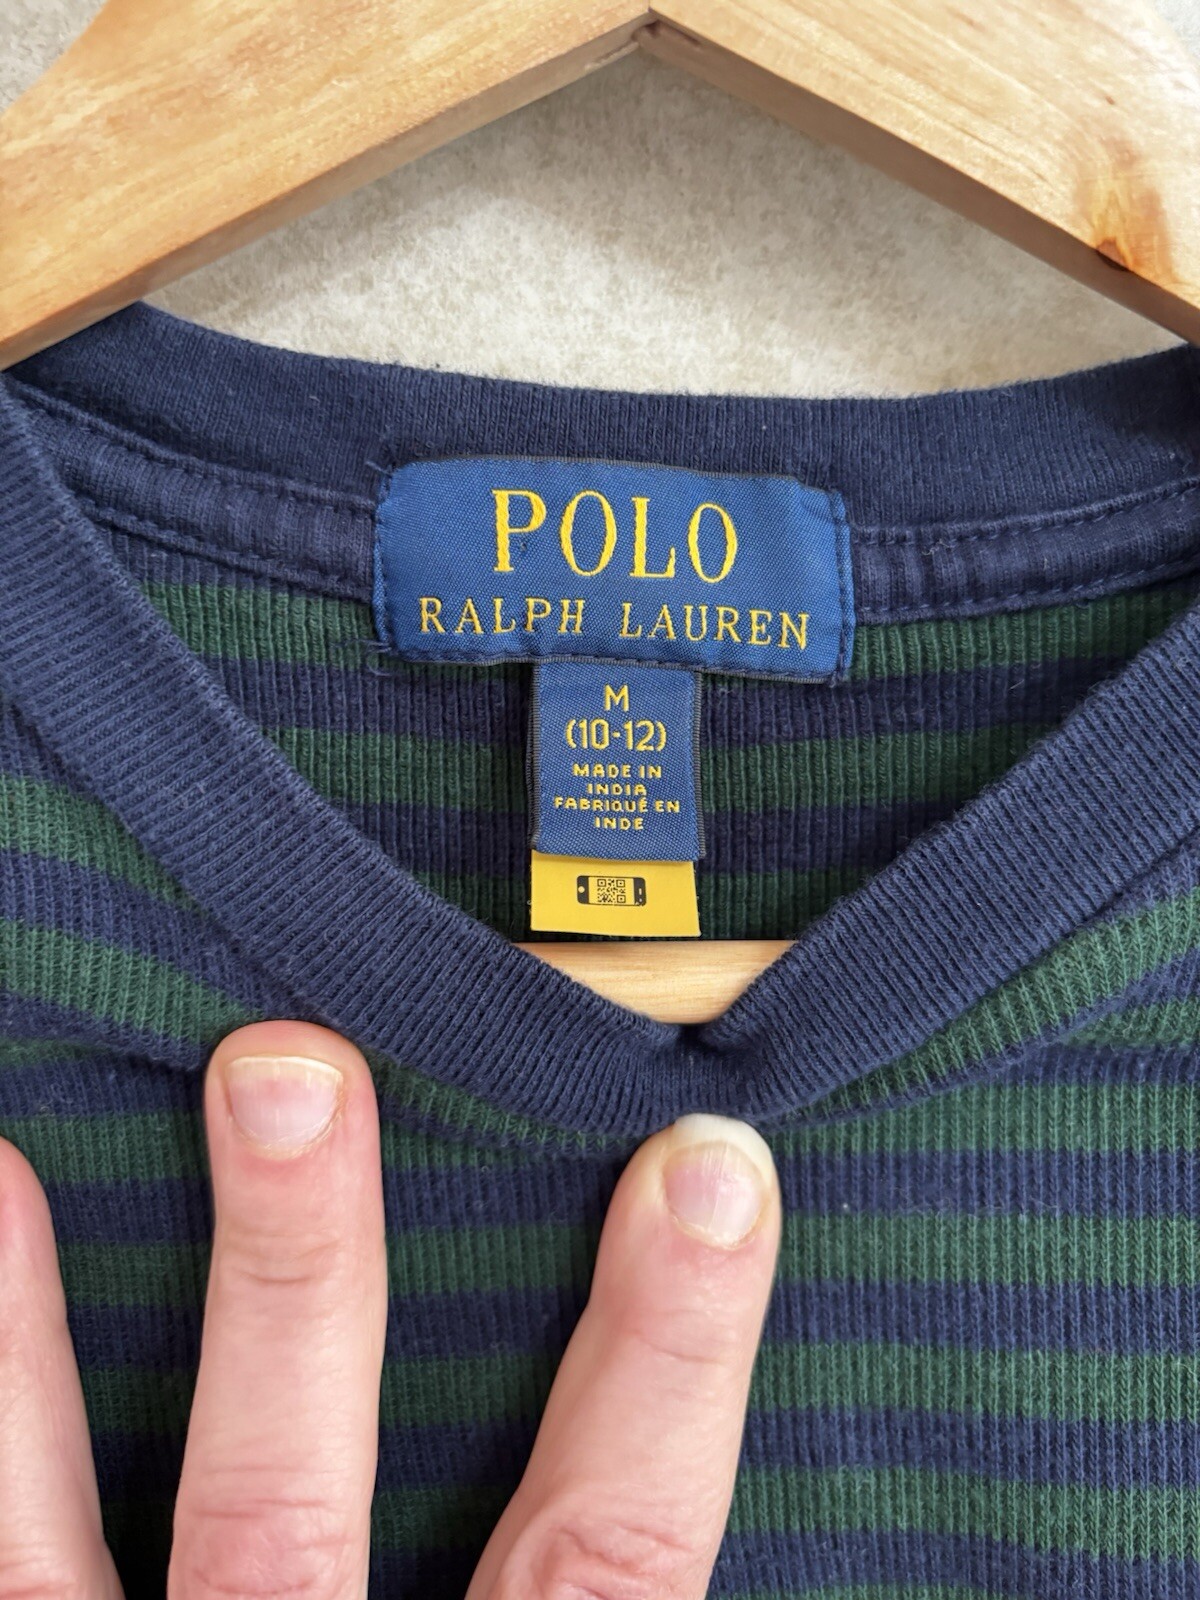 POLO
RALPH LAUREN
M
(10-12)
MADE IN
INDIA
FABRIQUÉ EN
INDE